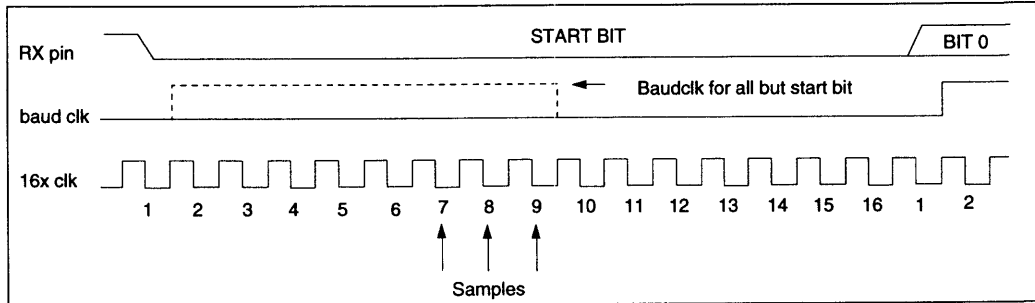 START BIT
BIT 0
RX pin
Baudclk for all but start bit
baud clk
16x clk
1 2 3 4 5 6 7 8 9 10 11 12 13 14 15 16 1 2
Samples